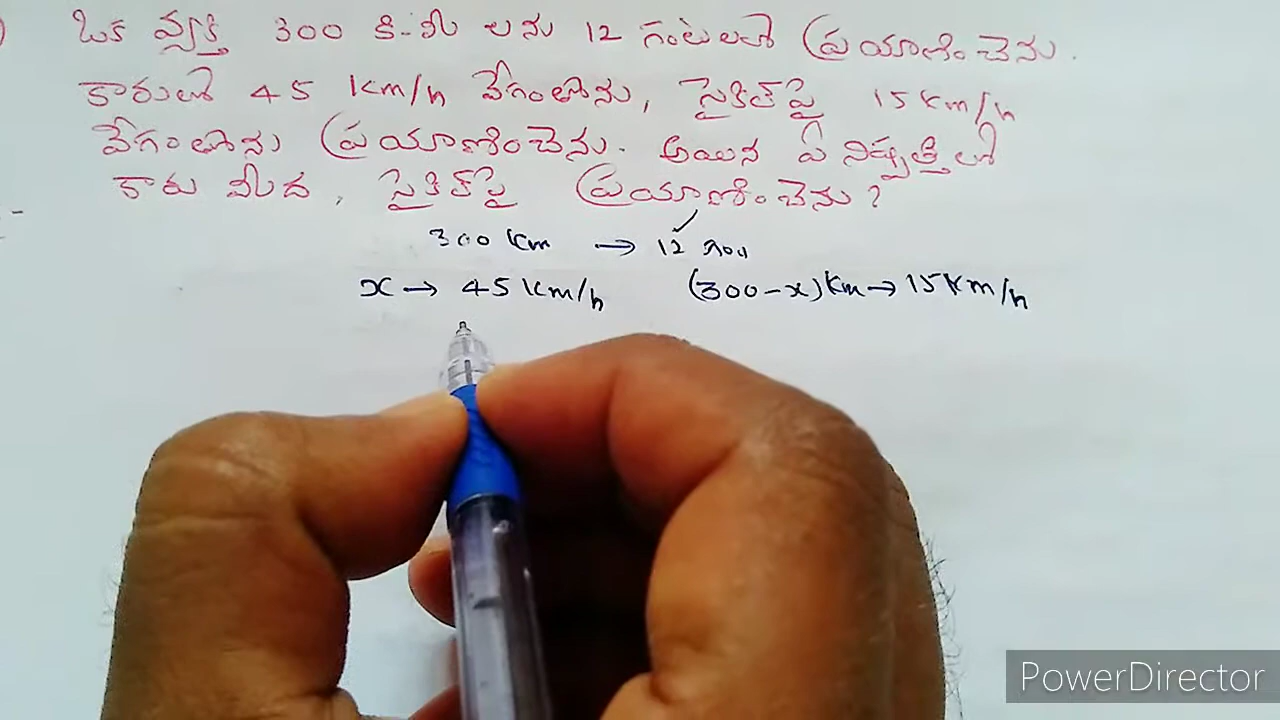 ఒక వ్యక్తి 300 కి.మీ లను 12 గంటలలో ప్రయాణించెను.
కారులో 45 km/h వేగంతోను, సైకిల్ పై 15 km/h
వేగంతోను ప్రయాణించెను. అయిన ఏ నిష్పత్తిలో
కారు మీద, సైకిల్ పై ప్రయాణించెను?
300 km → 12 గం॥
x → 45 km/h (300-x) km → 15 km/h
PowerDirector